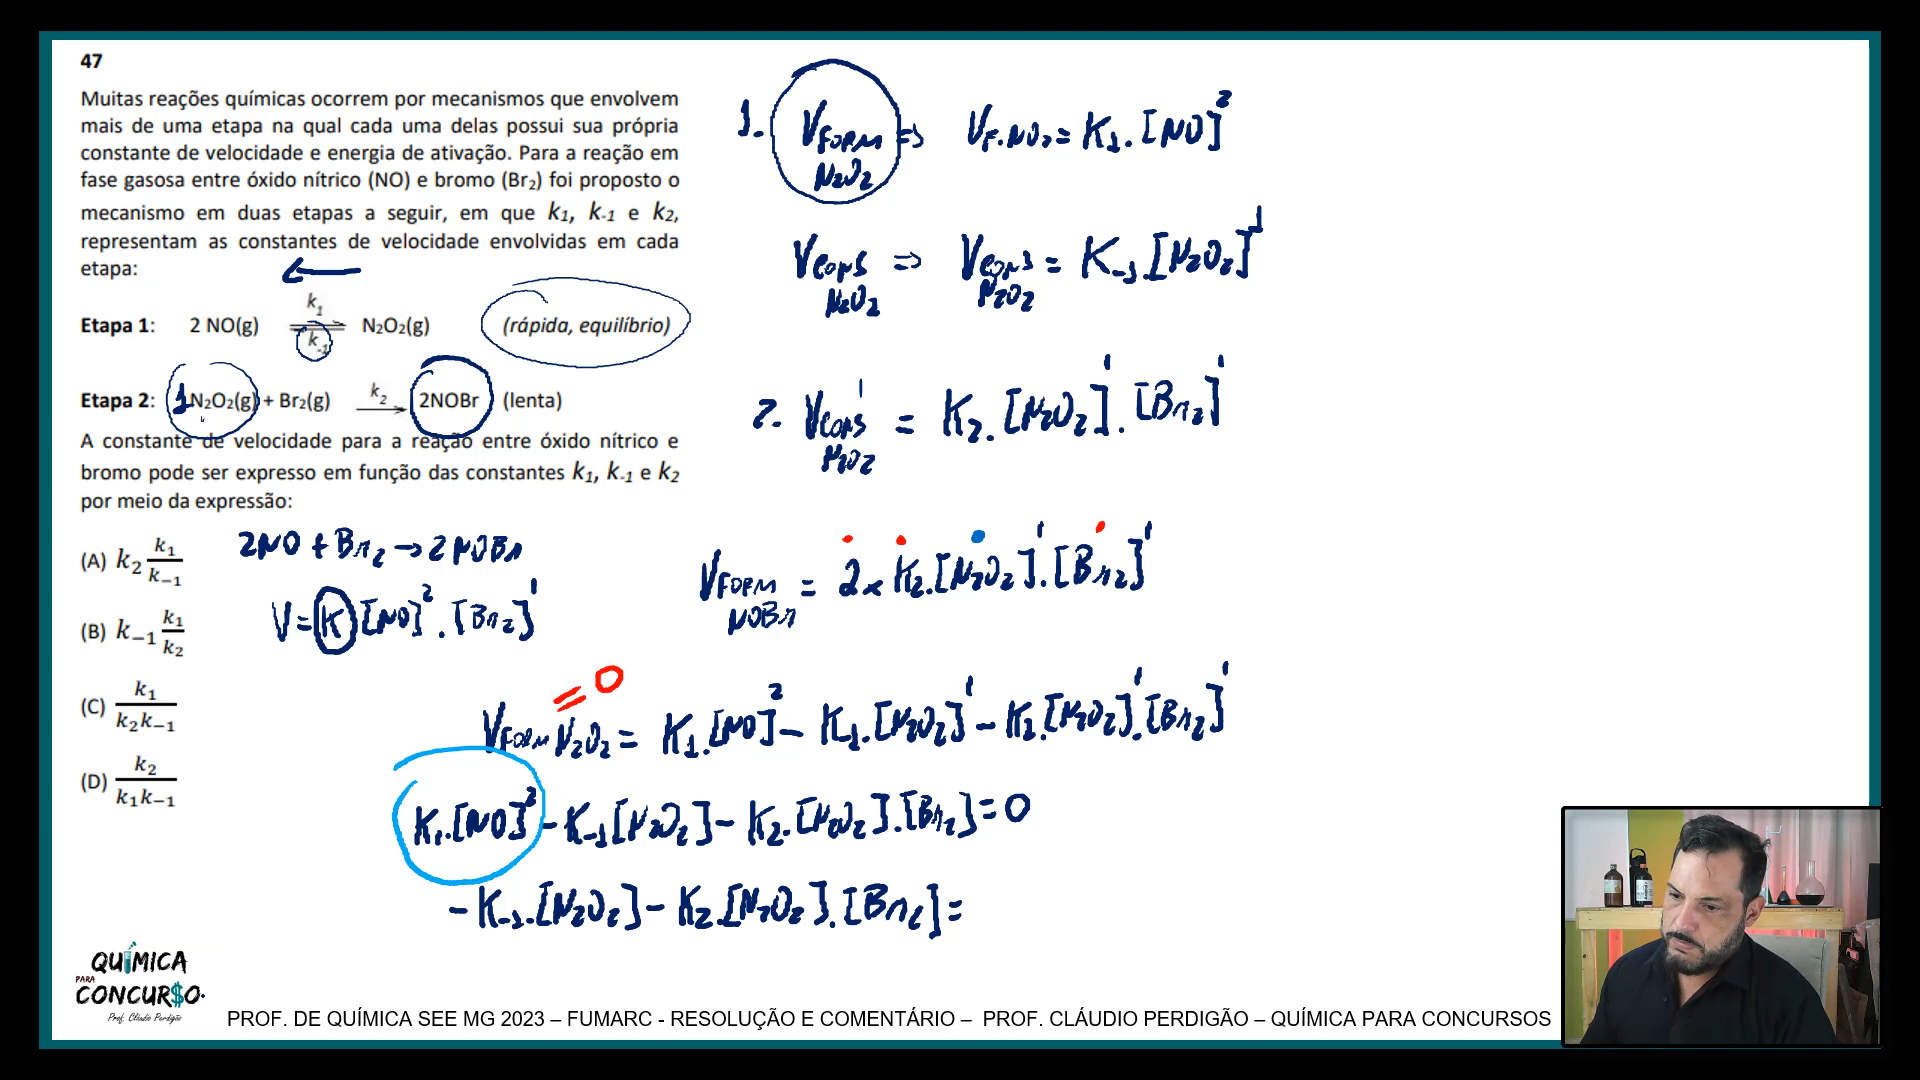 47
Muitas reações químicas ocorrem por mecanismos que envolvem
mais de uma etapa na qual cada uma delas possui sua própria
constante de velocidade e energia de ativação. Para a reação em
fase gasosa entre óxido nítrico (NO) e bromo (Br₂) foi proposto o
mecanismo em duas etapas a seguir, em que k₁, k₋₁ e k₂,
representam as constantes de velocidade envolvidas em cada
etapa:
k₁
Etapa 1: 2 NO(g) ⇌ N₂O₂(g) (rápida, equilíbrio)
k₋₁
k₂
Etapa 2: 1N₂O₂(g) + Br₂(g) → 2NOBr (lenta)
A constante de velocidade para a reação entre óxido nítrico e
bromo pode ser expresso em função das constantes k₁, k₋₁ e k₂
por meio da expressão:
(A) k₂ k₁/k₋₁
(B) k₋₁ k₁/k₂
(C) k₁/k₂k₋₁
(D) k₂/k₁k₋₁
2NO + Br₂ → 2NOBr
V = K [NO]² . [Br₂]¹
1. VFORM N₂O₂ ⇒ VF.NO₂ = K₁ . [NO]²
VCONS N₂O₂ ⇒ VCONS N₂O₂ = K₋₁ . [N₂O₂]¹
2. VCONS N₂O₂ = K₂ . [N₂O₂]¹ . [Br₂]¹
VFORM NOBr = 2 x K₂ . [N₂O₂]¹ . [Br₂]¹
= 0
VFORM N₂O₂ = K₁ . [NO]² - K₋₁ . [N₂O₂]¹ - K₂ . [N₂O₂]¹ . [Br₂]¹
K₁ . [NO]² - K₋₁ [N₂O₂] - K₂ . [N₂O₂] . [Br₂] = 0
- K₋₁ . [N₂O₂] - K₂ . [N₂O₂] . [Br₂] =
QUÍMICA
PARA
CONCUR$O.
Prof. Cláudio Perdigão
PROF. DE QUÍMICA SEE MG 2023 – FUMARC - RESOLUÇÃO E COMENTÁRIO – PROF. CLÁUDIO PERDIGÃO – QUÍMICA PARA CONCURSOS